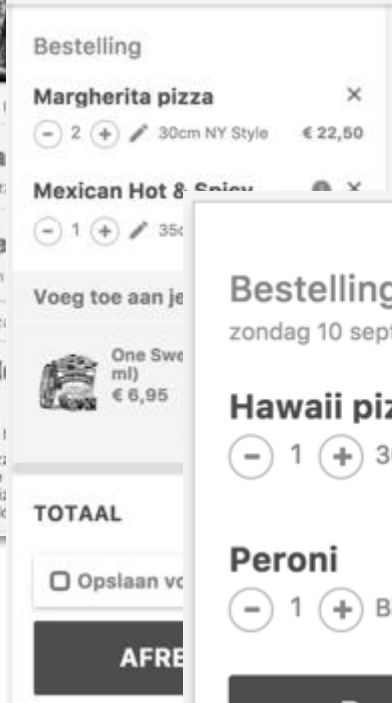 Bestelling
Margherita pizza
2 30cm NY Style € 22,50
Mexican Hot & Spicy
1
Voeg toe aan je
One Swe
ml)
€ 6,95
TOTAAL
Opslaan vo
AFRE
Bestelling
zondag 10 sept
Hawaii piz
1 3
Peroni
1 B